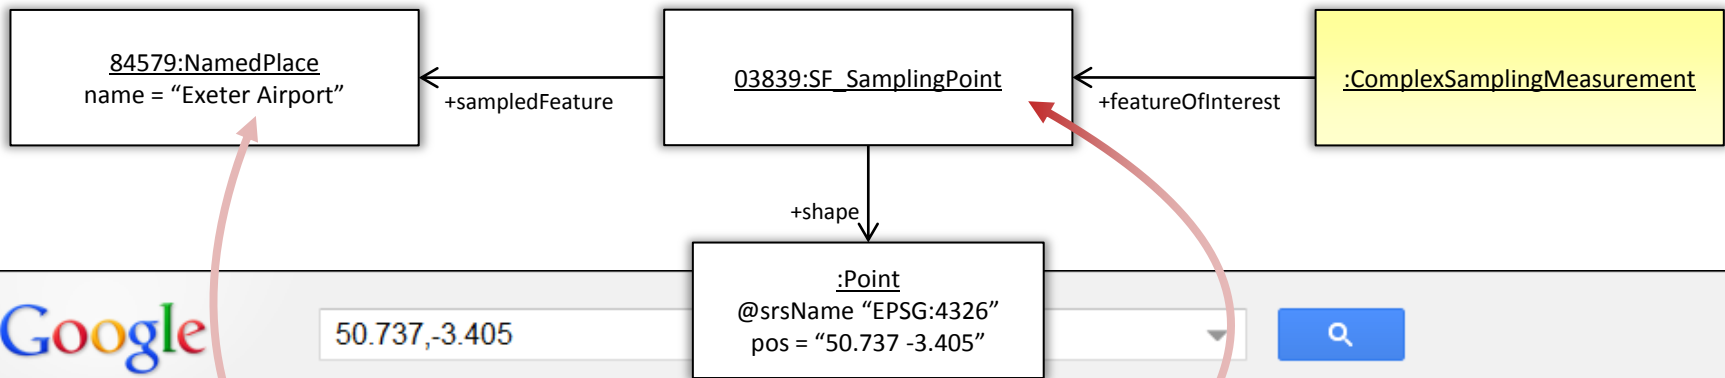 84579:NamedPlace
name = “Exeter Airport”
+sampledFeature
03839:SF_SamplingPoint
+featureOfInterest
:ComplexSamplingMeasurement
+shape
:Point
@srsName “EPSG:4326”
pos = “50.737 -3.405”
Google
50.737,-3.405